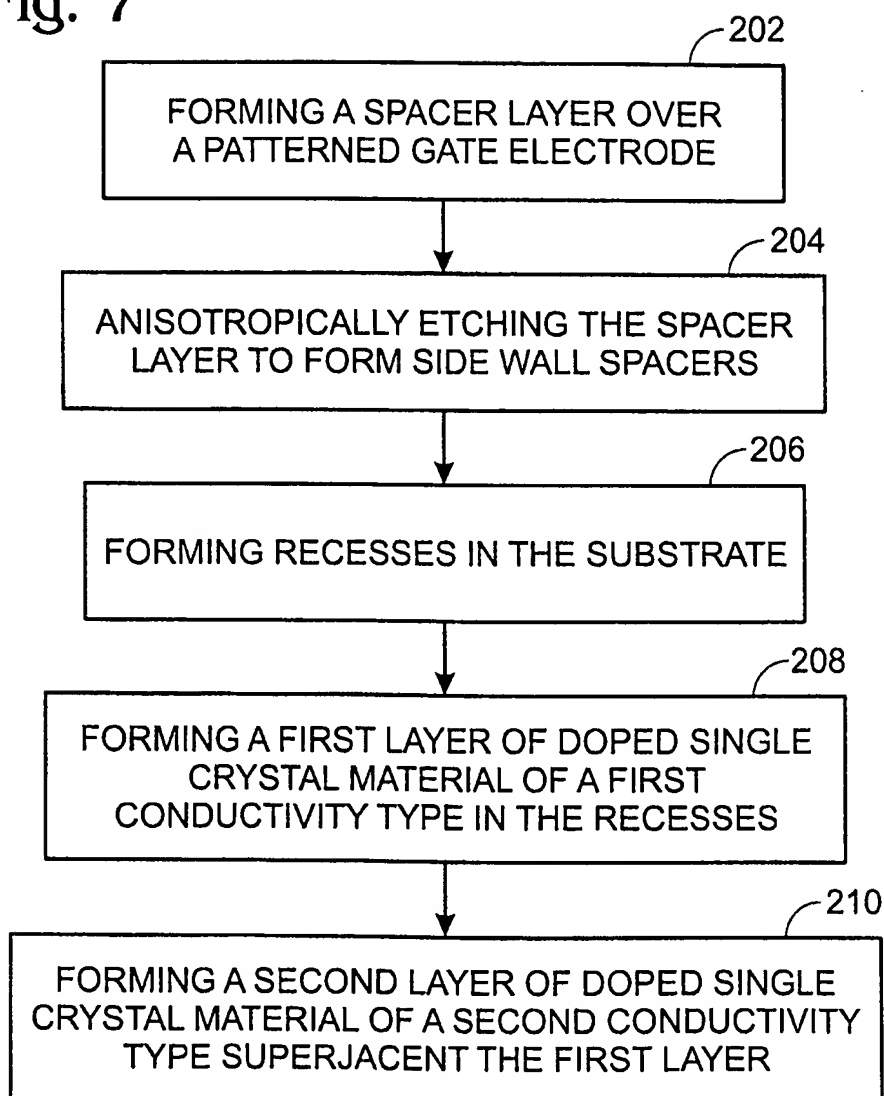 Fig. 7
202
FORMING A SPACER LAYER OVER
A PATTERNED GATE ELECTRODE
204
ANISOTROPICALLY ETCHING THE SPACER
LAYER TO FORM SIDE WALL SPACERS
206
FORMING RECESSES IN THE SUBSTRATE
208
FORMING A FIRST LAYER OF DOPED SINGLE
CRYSTAL MATERIAL OF A FIRST
CONDUCTIVITY TYPE IN THE RECESSES
210
FORMING A SECOND LAYER OF DOPED SINGLE
CRYSTAL MATERIAL OF A SECOND CONDUCTIVITY
TYPE SUPERJACENT THE FIRST LAYER